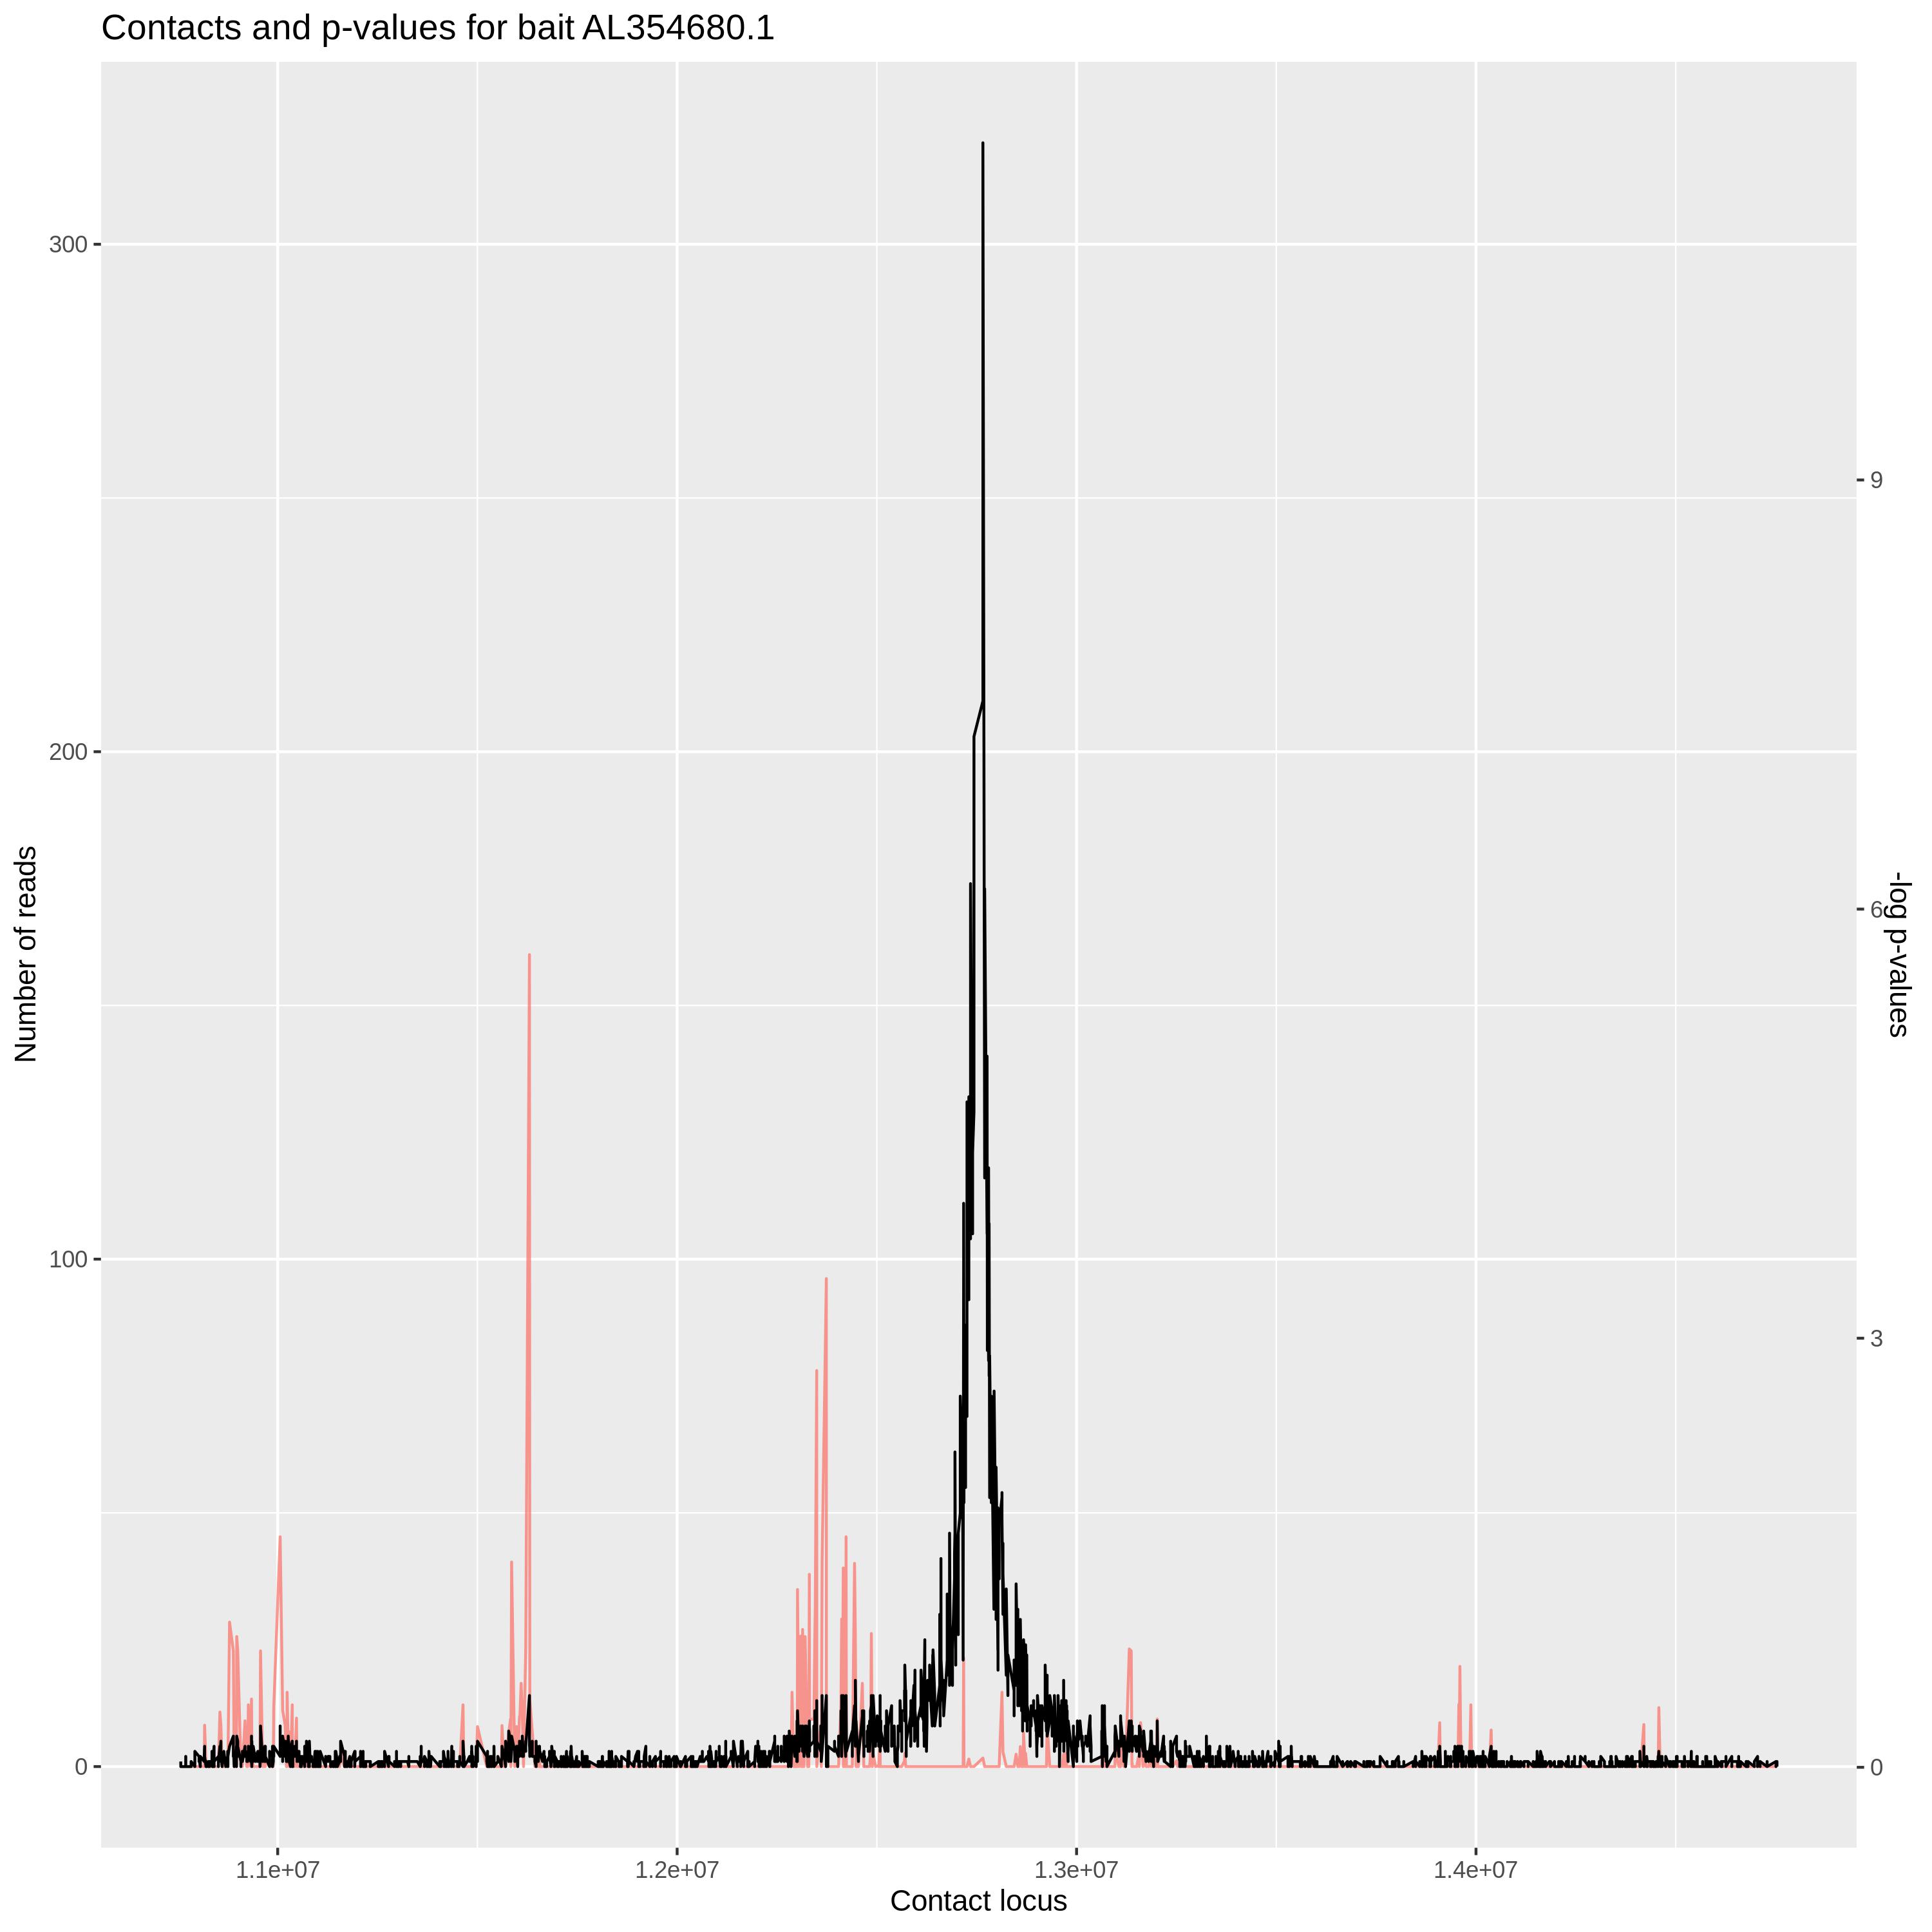 Contacts and p-values for bait AL354680.1
300
200
100
0
Number of reads
9
6
3
0
-log p-values
1.1e+07
1.2e+07
1.3e+07
1.4e+07
Contact locus